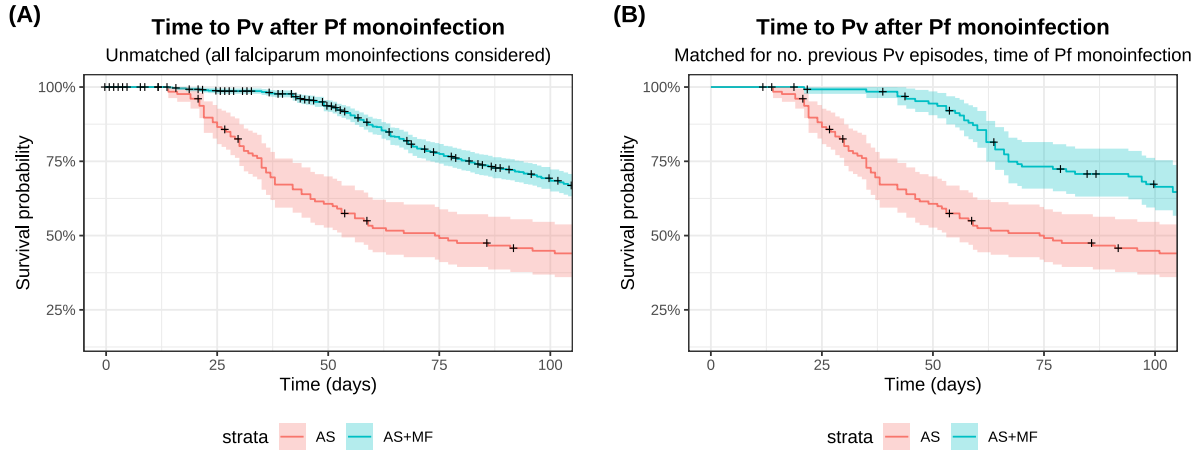 (A)
Time to Pv after Pf monoinfection
Unmatched (all falciparum monoinfections considered)
100%
75%
50%
25%
Survival probability
0 25 50 75 100
Time (days)
strata AS AS+MF
(B)
Time to Pv after Pf monoinfection
Matched for no. previous Pv episodes, time of Pf monoinfection
100%
75%
50%
25%
Survival probability
0 25 50 75 100
Time (days)
strata AS AS+MF